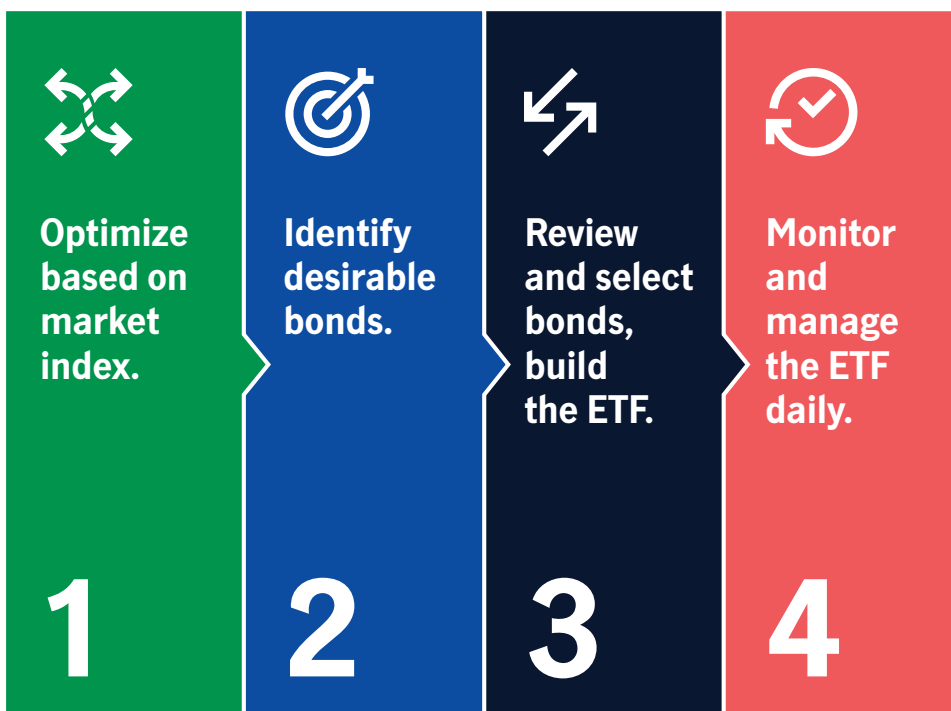 Optimize
based on
market
index.
1
Identify
desirable
bonds.
2
Review
and select
bonds,
build
the ETF.
3
Monitor
and
manage
the ETF
daily.
4